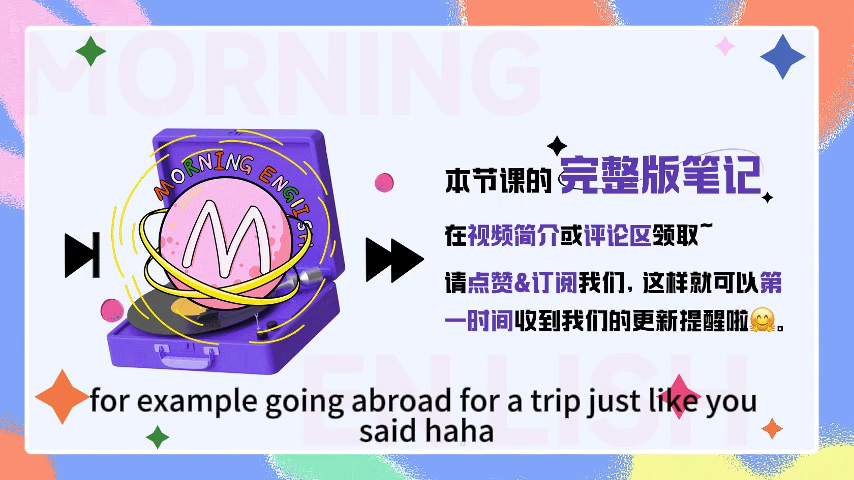 MORNING
MORNING ENGLISH
M
本节课的 完整版笔记
在视频简介或评论区领取~
请点赞&订阅我们，这样就可以第
一时间收到我们的更新提醒啦🤗。
ENGLISH
for example going abroad for a trip just like you
said haha